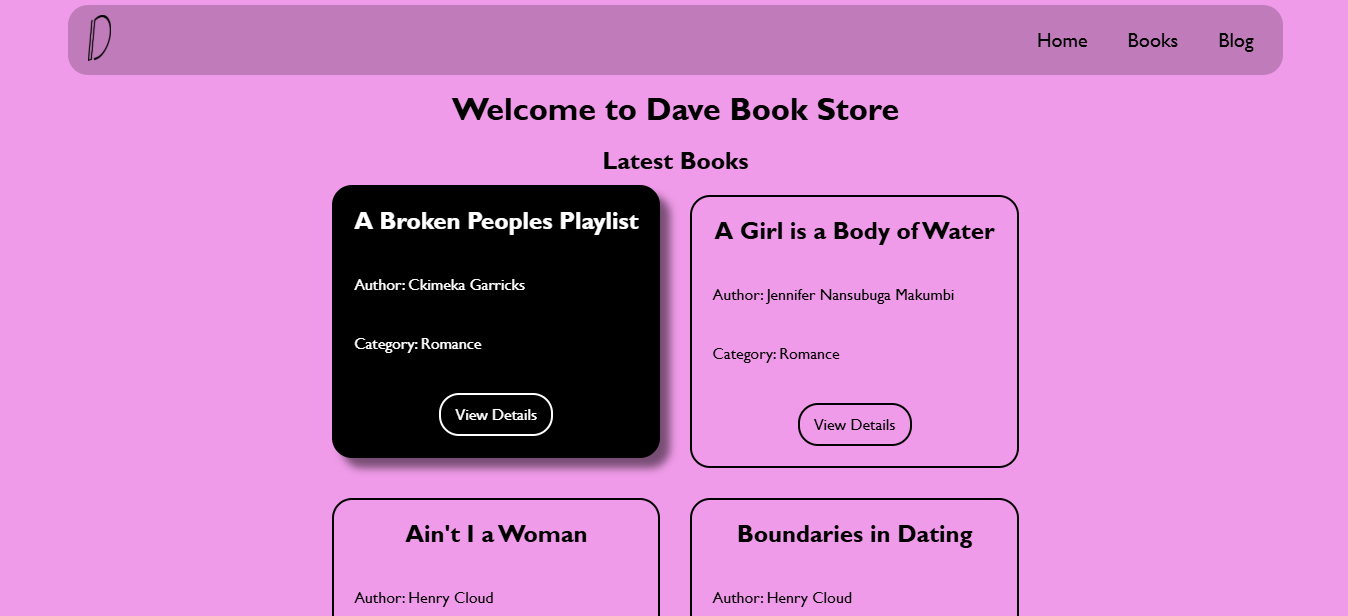 D
Home Books Blog
Welcome to Dave Book Store
Latest Books
A Broken Peoples Playlist
Author: Ckimeka Garricks
Category: Romance
View Details
A Girl is a Body of Water
Author: Jennifer Nansubuga Makumbi
Category: Romance
View Details
Ain't I a Woman
Author: Henry Cloud
Boundaries in Dating
Author: Henry Cloud